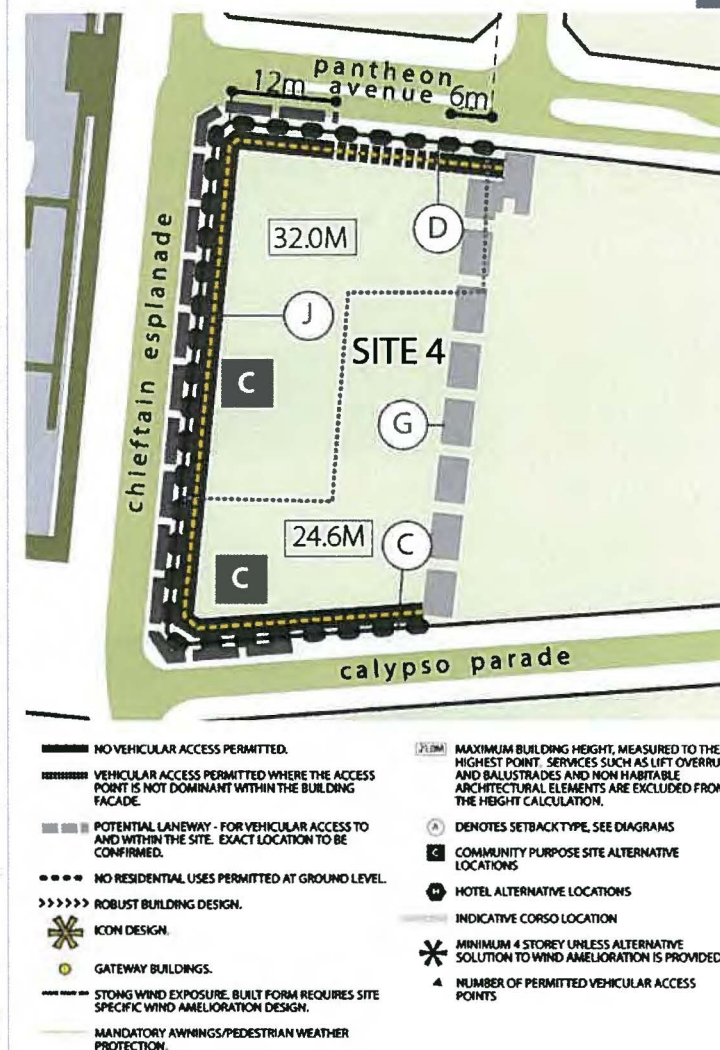 pantheon
avenue
12m
6m
chieftain esplanade
32.0M
D
J
SITE 4
C
G
24.6M
C
C
calypso parade
NO VEHICULAR ACCESS PERMITTED.
VEHICULAR ACCESS PERMITTED WHERE THE ACCESS
POINT IS NOT DOMINANT WITHIN THE BUILDING
FACADE.
POTENTIAL LANEWAY - FOR VEHICULAR ACCESS TO
AND WITHIN THE SITE. EXACT LOCATION TO BE
CONFIRMED.
NO RESIDENTIAL USES PERMITTED AT GROUND LEVEL.
ROBUST BUILDING DESIGN.
ICON DESIGN.
GATEWAY BUILDINGS.
STONG WIND EXPOSURE. BUILT FORM REQUIRES SITE
SPECIFIC WIND AMELIORATION DESIGN.
MANDATORY AWNINGS/PEDESTRIAN WEATHER
PROTECTION.
MAXIMUM BUILDING HEIGHT, MEASURED TO THE
HIGHEST POINT. SERVICES SUCH AS LIFT OVERRU
AND BALUSTRADES AND NON HABITABLE
ARCHITECTURAL ELEMENTS ARE EXCLUDED FROM
THE HEIGHT CALCULATION.
A DENOTES SETBACK TYPE, SEE DIAGRAMS
C COMMUNITY PURPOSE SITE ALTERNATIVE
LOCATIONS
H HOTEL ALTERNATIVE LOCATIONS
INDICATIVE CORSO LOCATION
MINIMUM 4 STOREY UNLESS ALTERNATIVE
SOLUTION TO WIND AMELIORATION IS PROVIDED
NUMBER OF PERMITTED VEHICULAR ACCESS
POINTS